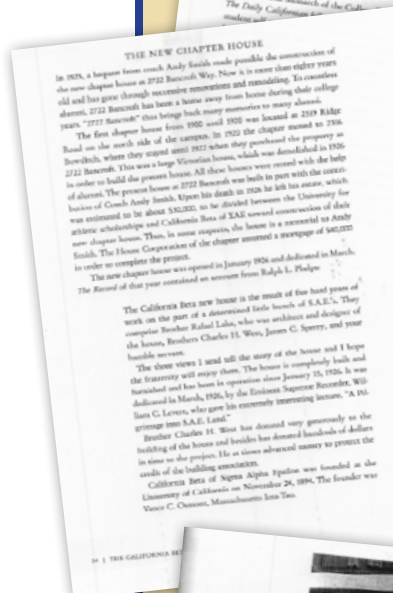 The Daily Californian
THE NEW CHAPTER HOUSE
In 1925, a bequest from coach Andy Smith made possible the construction of
the new chapter house at 2722 Bancroft Way. Now it is more than eighty years
old and has gone through successive renovations and remodeling. To countless
alumni, 2722 Bancroft has been a home away from home during their college
years. "2722 Bancroft" thus brings back many memories to many alumni.
The first chapter house from 1900 until 1920 was located at 2519 Ridge
Road on the north side of the campus. In 1920 the chapter moved to
Bowditch, where they stayed until 1922 when they purchased the property at
2722 Bancroft. This was a large Victorian house, which was demolished in 1926
in order to build the present house. All these houses were rented with the help
of alumni. The present house at 2722 Bancroft was built in part with the contri-
bution of Coach Andy Smith. Upon his death in 1926 he left his estate, which
was estimated to be about $30,000, to be divided between the University for
athletic scholarships and California Beta of SAE toward construction of their
new chapter house. Thus, in some respects, the house is a memorial to Andy
Smith. The House Corporation of the chapter assumed a mortgage of $40,000
in order to complete the project.
The new chapter house was opened in January 1926 and dedicated in March.
The Record of that year contained an account from Ralph L. Phelps:
The California Beta new house is the result of five hard years of
work on the part of a determined little bunch of S.A.E.'s. They
comprise Brother Rafael Lake, who was architect and designer of
the house, Brothers Charles H. West, James C. Sperry, and your
humble servant.
The three views I send tell the story of the house and I hope
the fraternity will enjoy them. The house is completely built and
furnished and has been in operation since January 15, 1926. It was
dedicated in March, 1926, by the Eminent Supreme Recorder, Wil-
liam C. Levere, who gave his extremely interesting lecture, "A Pil-
grimage into S.A.E. Land."
Brother Charles H. West has donated very generously to the
building of the house and besides has donated hundreds of dollars
in time to the project. He at times advanced money to protect the
credit of the building association.
California Beta of Sigma Alpha Epsilon was founded at the
University of California on November 24, 1894. The founder was
Vance C. Osmont, Massachusetts Iota-Tau.
| THE CALIFORNIA